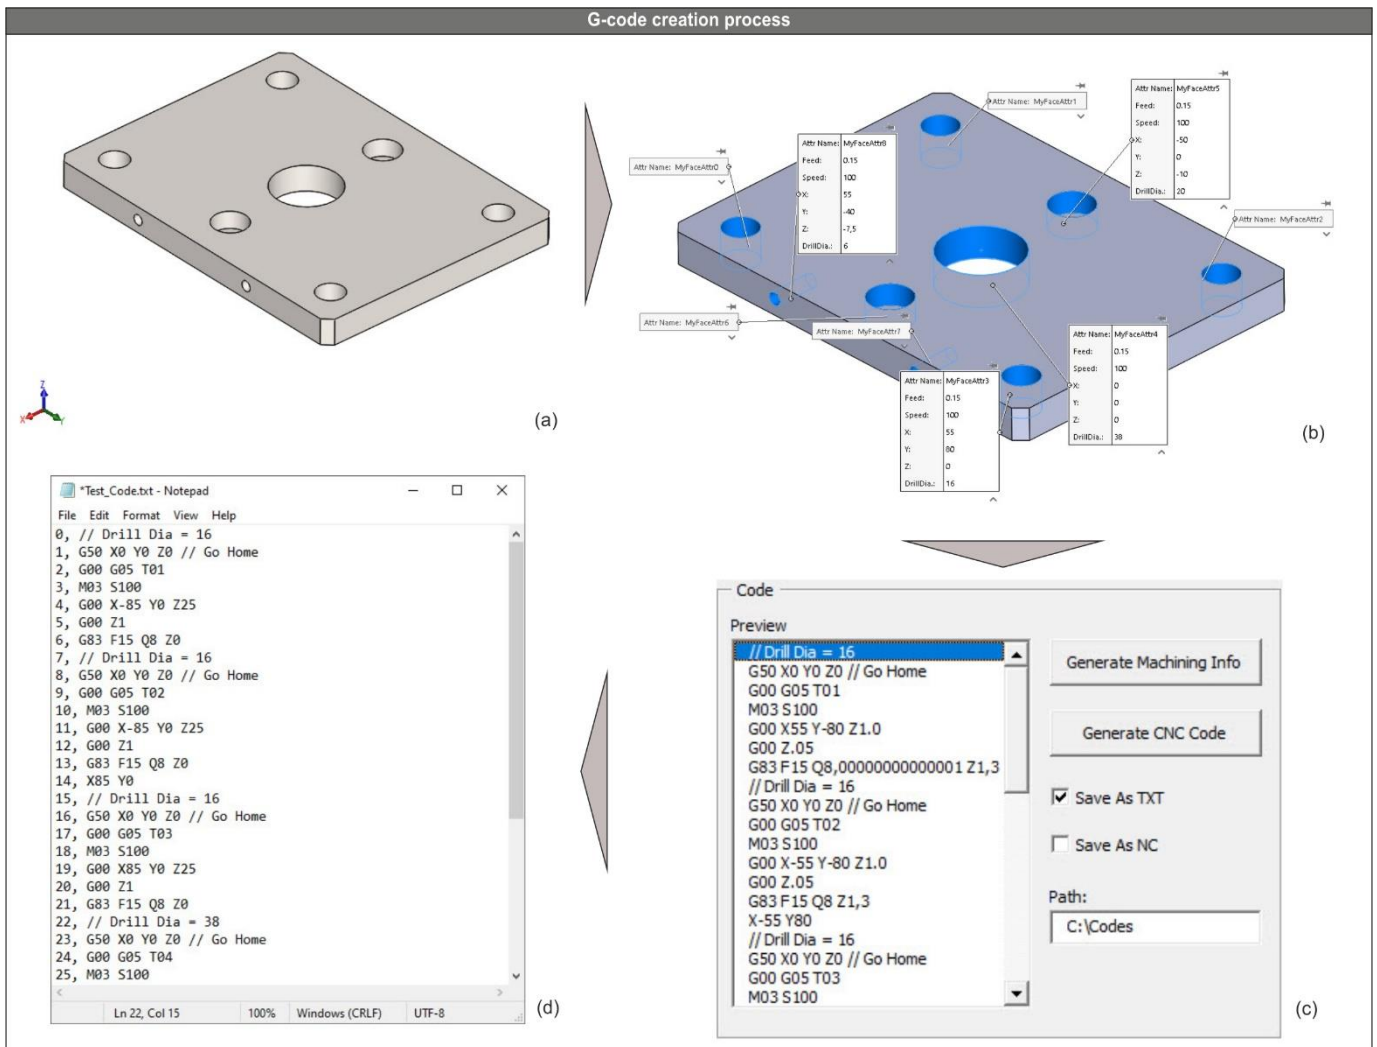 G-code creation process
Z
X
Y
(a)
Attr Name: MyFaceAttr0
Attr Name: MyFaceAttr8
Feed: 0.15
Speed: 100
X: 55
Y: -40
Z: -7,5
DrillDia.: 6
Attr Name: MyFaceAttr1
Attr Name: MyFaceAttr5
Feed: 0.15
Speed: 100
X: -50
Y: 0
Z: -10
DrillDia.: 20
Attr Name: MyFaceAttr2
Attr Name: MyFaceAttr6
Attr Name: MyFaceAttr7
Attr Name: MyFaceAttr3
Feed: 0.15
Speed: 100
X: 55
Y: 80
Z: 0
DrillDia.: 16
Attr Name: MyFaceAttr4
Feed: 0.15
Speed: 100
X: 0
Y: 0
Z: 0
DrillDia.: 38
(b)
*Test_Code.txt - Notepad
File Edit Format View Help
0, // Drill Dia = 16
1, G50 X0 Y0 Z0 // Go Home
2, G00 G05 T01
3, M03 S100
4, G00 X-85 Y0 Z25
5, G00 Z1
6, G83 F15 Q8 Z0
7, // Drill Dia = 16
8, G50 X0 Y0 Z0 // Go Home
9, G00 G05 T02
10, M03 S100
11, G00 X-85 Y0 Z25
12, G00 Z1
13, G83 F15 Q8 Z0
14, X85 Y0
15, // Drill Dia = 16
16, G50 X0 Y0 Z0 // Go Home
17, G00 G05 T03
18, M03 S100
19, G00 X85 Y0 Z25
20, G00 Z1
21, G83 F15 Q8 Z0
22, // Drill Dia = 38
23, G50 X0 Y0 Z0 // Go Home
24, G00 G05 T04
25, M03 S100
Ln 22, Col 15 100% Windows (CRLF) UTF-8
(d)
Code
Preview
// Drill Dia = 16
G50 X0 Y0 Z0 // Go Home
G00 G05 T01
M03 S100
G00 X55 Y-80 Z1.0
G00 Z.05
G83 F15 Q8,00000000000001 Z1,3
// Drill Dia = 16
G50 X0 Y0 Z0 // Go Home
G00 G05 T02
M03 S100
G00 X-55 Y-80 Z1.0
G00 Z.05
G83 F15 Q8 Z1,3
X-55 Y80
// Drill Dia = 16
G50 X0 Y0 Z0 // Go Home
G00 G05 T03
M03 S100
Generate Machining Info
Generate CNC Code
Save As TXT
Save As NC
Path:
C:\Codes
(c)